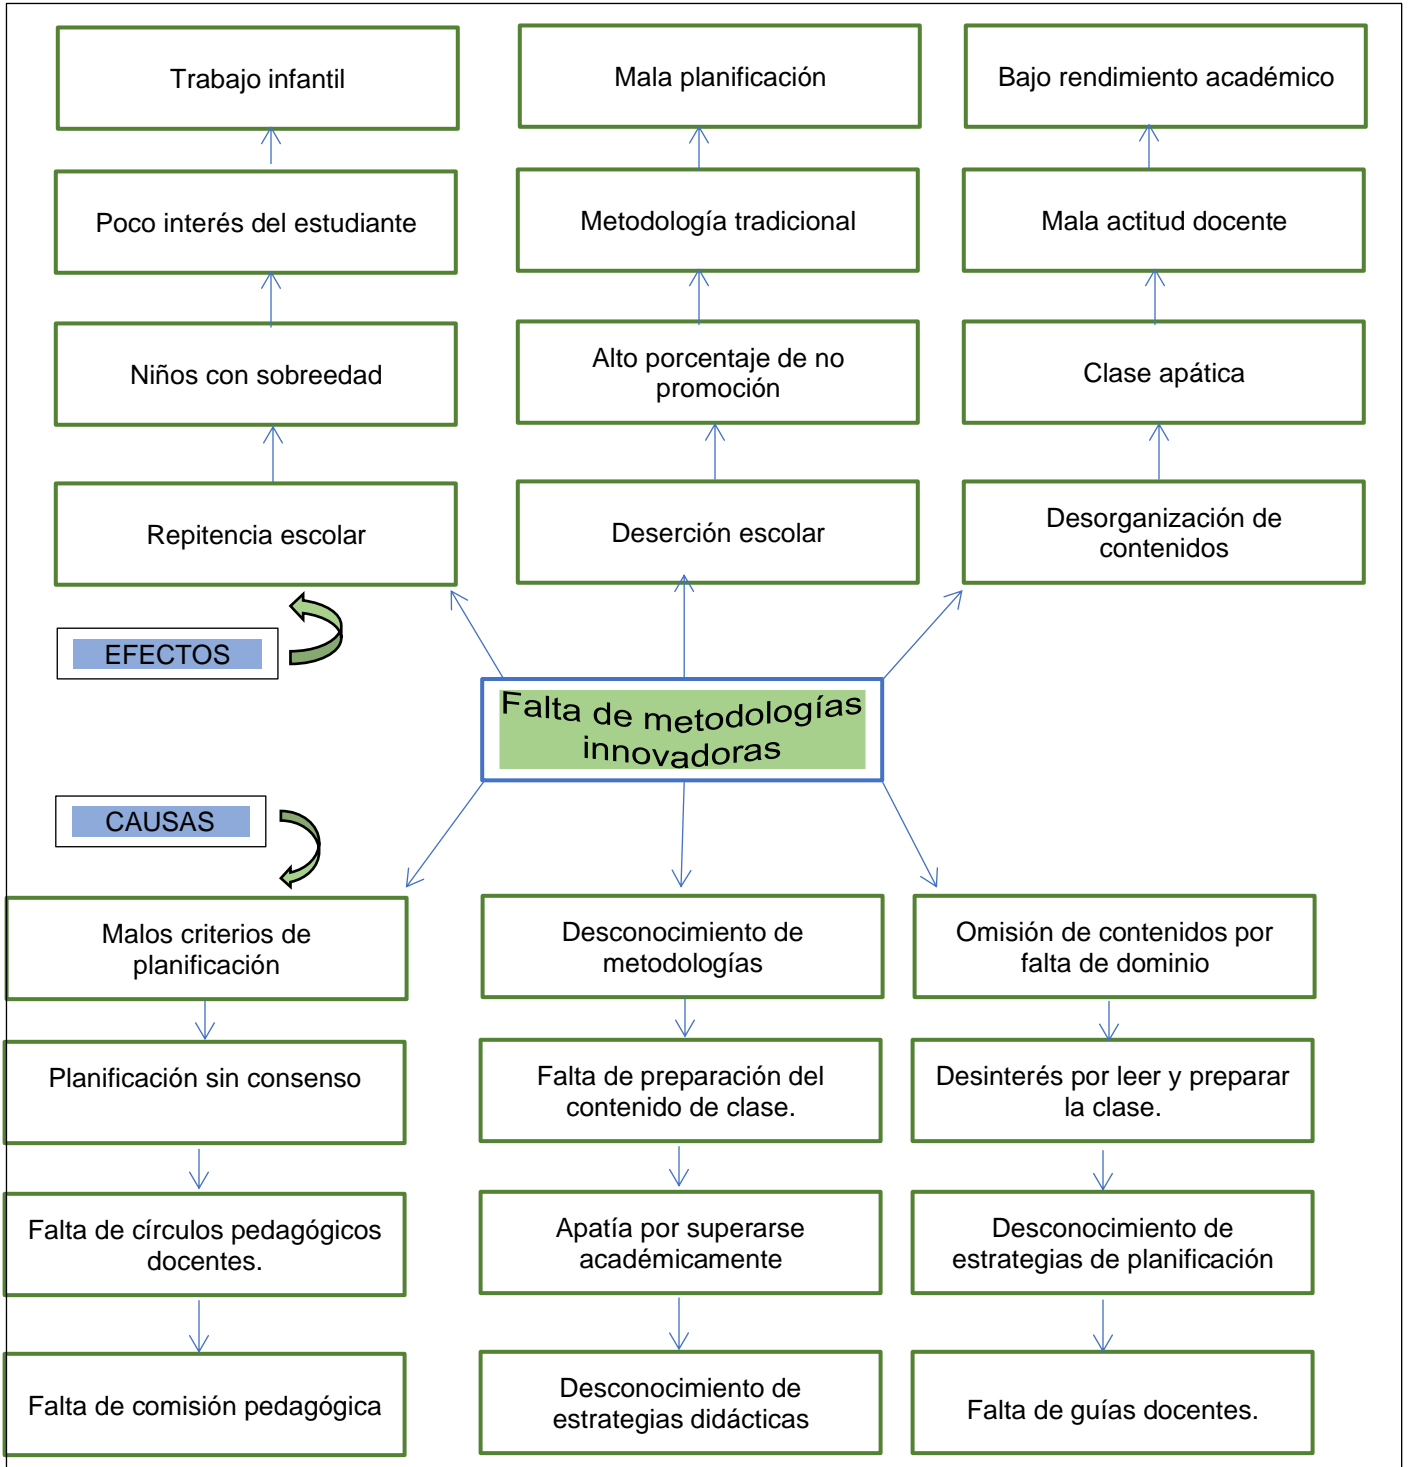 Trabajo infantil
Mala planificación
Bajo rendimiento académico
Poco interés del estudiante
Metodología tradicional
Mala actitud docente
Niños con sobreedad
Alto porcentaje de no
promoción
Clase apática
Repitencia escolar
Deserción escolar
Desorganización de
contenidos
EFECTOS
Falta de metodologías
innovadoras
CAUSAS
Malos criterios de
planificación
Desconocimiento de
metodologías
Omisión de contenidos por
falta de dominio
Planificación sin consenso
Falta de preparación del
contenido de clase.
Desinterés por leer y preparar
la clase.
Falta de círculos pedagógicos
docentes.
Apatía por superarse
académicamente
Desconocimiento de
estrategias de planificación
Falta de comisión pedagógica
Desconocimiento de
estrategias didácticas
Falta de guías docentes.